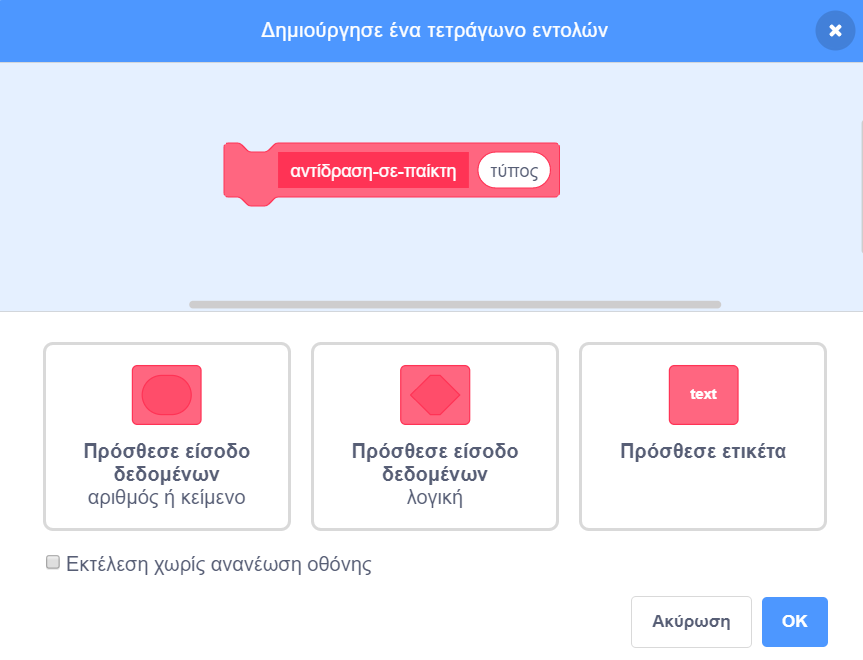 Δημιούργησε ένα τετράγωνο εντολών
αντίδραση-σε-παίκτη τύπος
text
Πρόσθεσε είσοδο
δεδομένων
αριθμός ή κείμενο
Πρόσθεσε είσοδο
δεδομένων
λογική
Πρόσθεσε ετικέτα
Εκτέλεση χωρίς ανανέωση οθόνης
Ακύρωση
ΟΚ